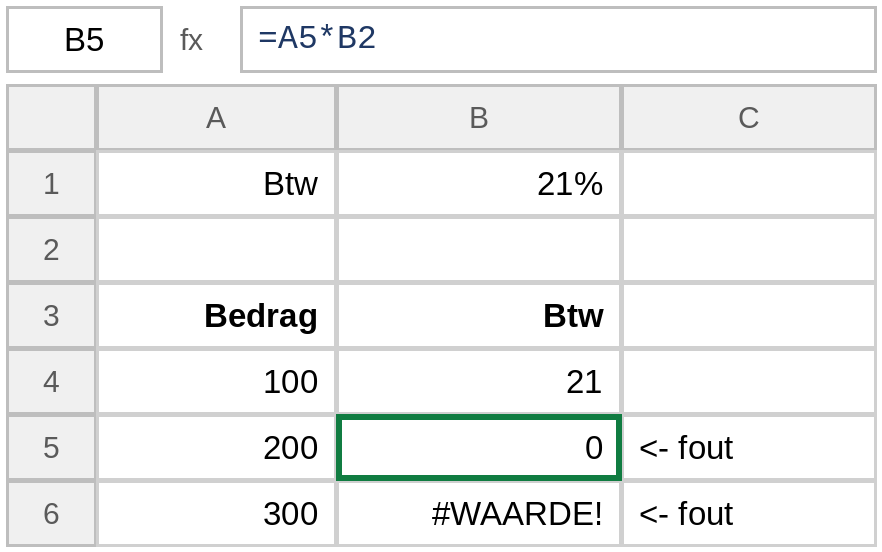 B5 fx =A5*B2
A B C
1 Btw 21%
2
3 Bedrag Btw
4 100 21
5 200 0 <- fout
6 300 #WAARDE! <- fout